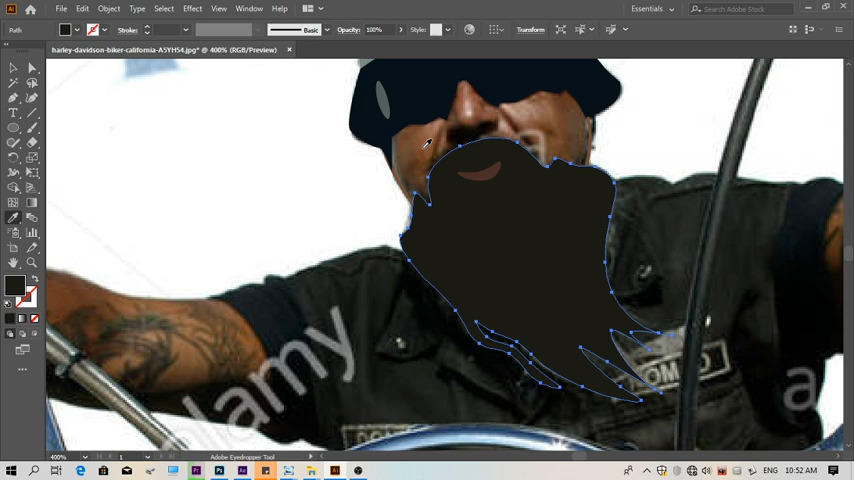 File Edit Object Type Select Effect View Window Help
Essentials
Search Adobe Stock
Path
Stroke:
Basic
Opacity: 100%
Style:
Transform
harley-davidson-biker-california-A5YH54.jpg* @ 400% (RGB/Preview)
a
a
alamy
NOMAD
400%
1
Adobe Eyedropper Tool
ENG 10:52 AM